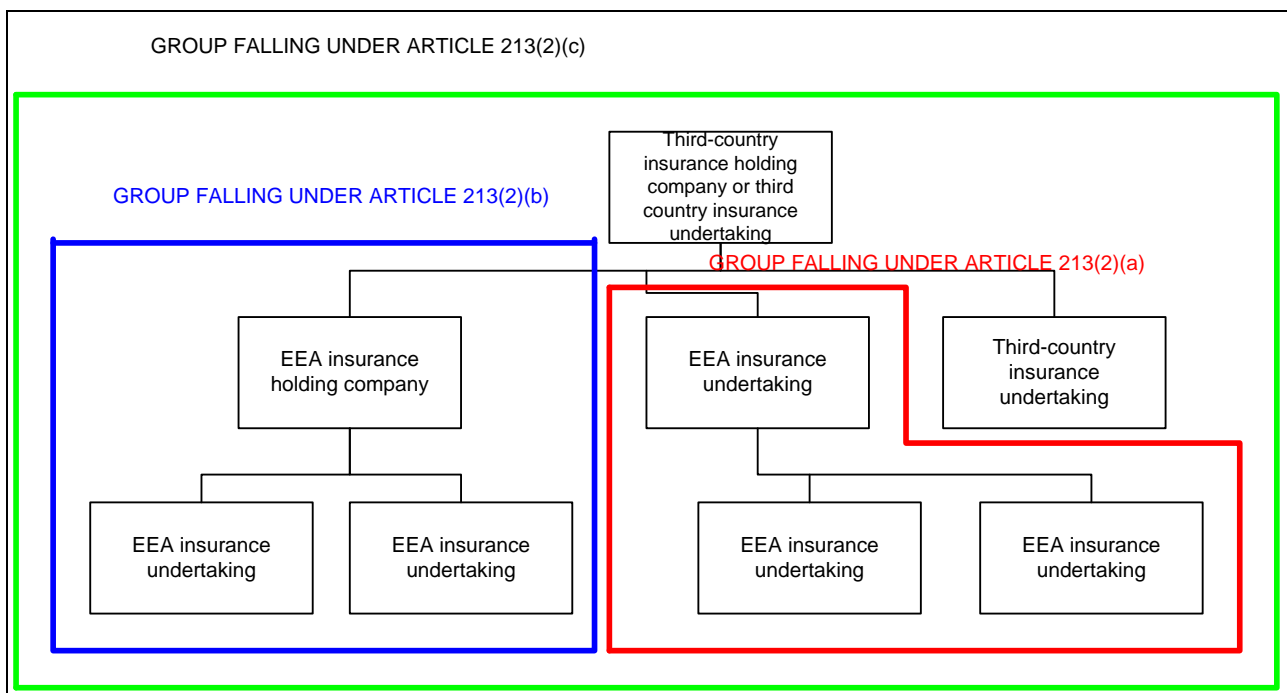 GROUP FALLING UNDER ARTICLE 213(2)(c)
Third-country
insurance holding
company or third
country insurance
undertaking
GROUP FALLING UNDER ARTICLE 213(2)(b)
GROUP FALLING UNDER ARTICLE 213(2)(a)
EEA insurance
holding company
EEA insurance
undertaking
Third-country
insurance
undertaking
EEA insurance
undertaking
EEA insurance
undertaking
EEA insurance
undertaking
EEA insurance
undertaking